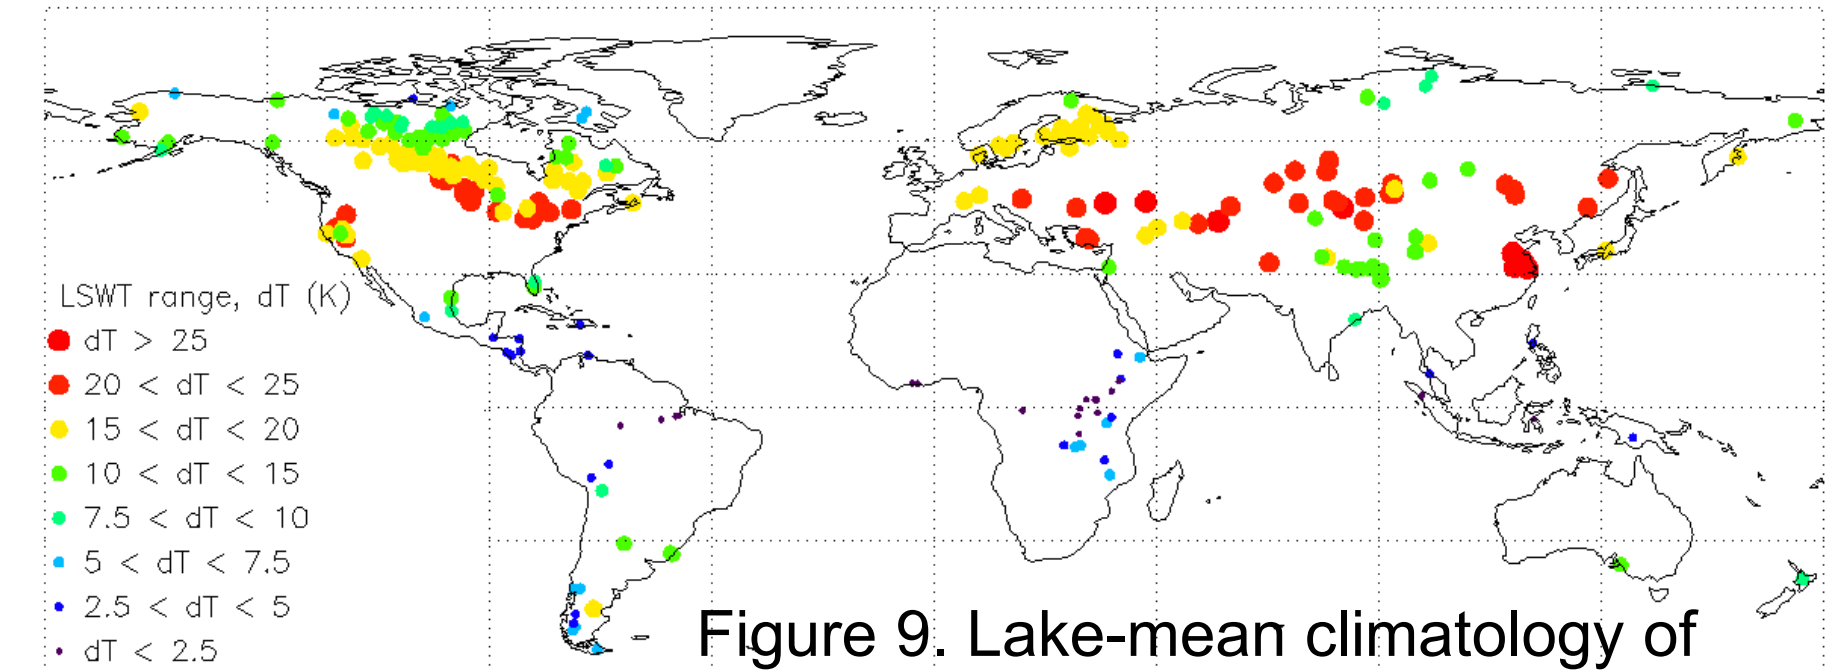 LSWT range, dT (K)
dT > 25
20 < dT < 25
15 < dT < 20
10 < dT < 15
7.5 < dT < 10
5 < dT < 7.5
2.5 < dT < 5
dT < 2.5
Figure 9. Lake-mean climatology of